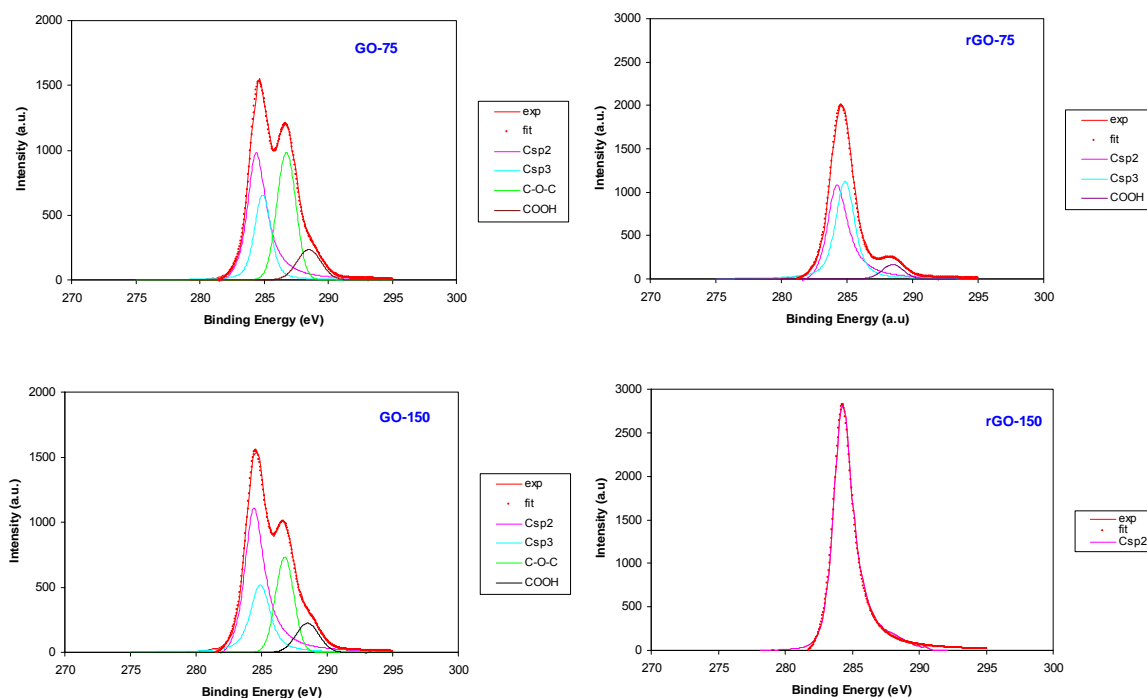 GO-75
Intensity (a.u.)
2000
1500
1000
500
0
270 275 280 285 290 295 300
Binding Energy (eV)
exp
fit
Csp2
Csp3
C-O-C
COOH
rGO-75
Intensity (a.u.)
3000
2500
2000
1500
1000
500
0
270 275 280 285 290 295 300
Binding Energy (a.u)
exp
fit
Csp2
Csp3
COOH
GO-150
Intensity (a.u.)
2000
1500
1000
500
0
270 275 280 285 290 295 300
Binding Energy (eV)
exp
fit
Csp2
Csp3
C-O-C
COOH
rGO-150
Intensity (a.u)
3000
2500
2000
1500
1000
500
0
270 275 280 285 290 295 300
Binding Energy (eV)
exp
fit
Csp2